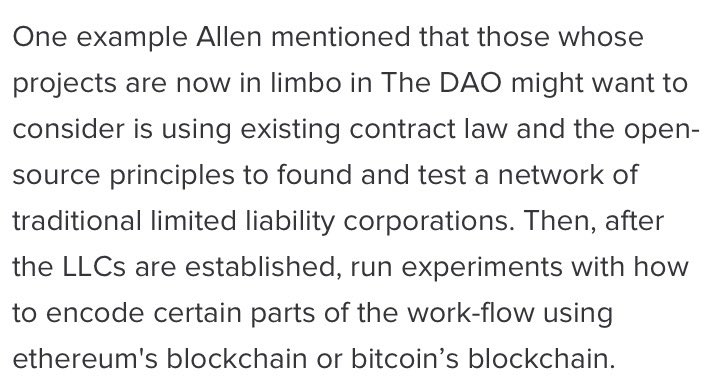 One example Allen mentioned that those whose
projects are now in limbo in The DAO might want to
consider is using existing contract law and the open-
source principles to found and test a network of
traditional limited liability corporations. Then, after
the LLCs are established, run experiments with how
to encode certain parts of the work-flow using
ethereum's blockchain or bitcoin’s blockchain.